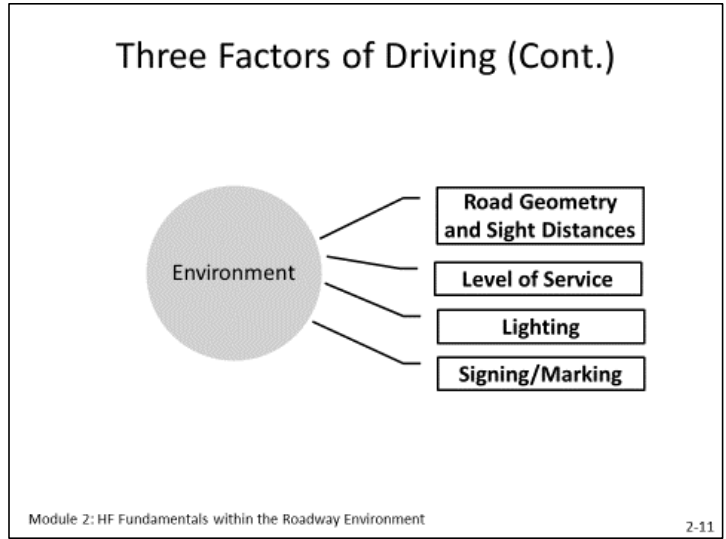 Three Factors of Driving (Cont.)
Environment
Road Geometry
and Sight Distances
Level of Service
Lighting
Signing/Marking
Module 2: HF Fundamentals within the Roadway Environment
2-11